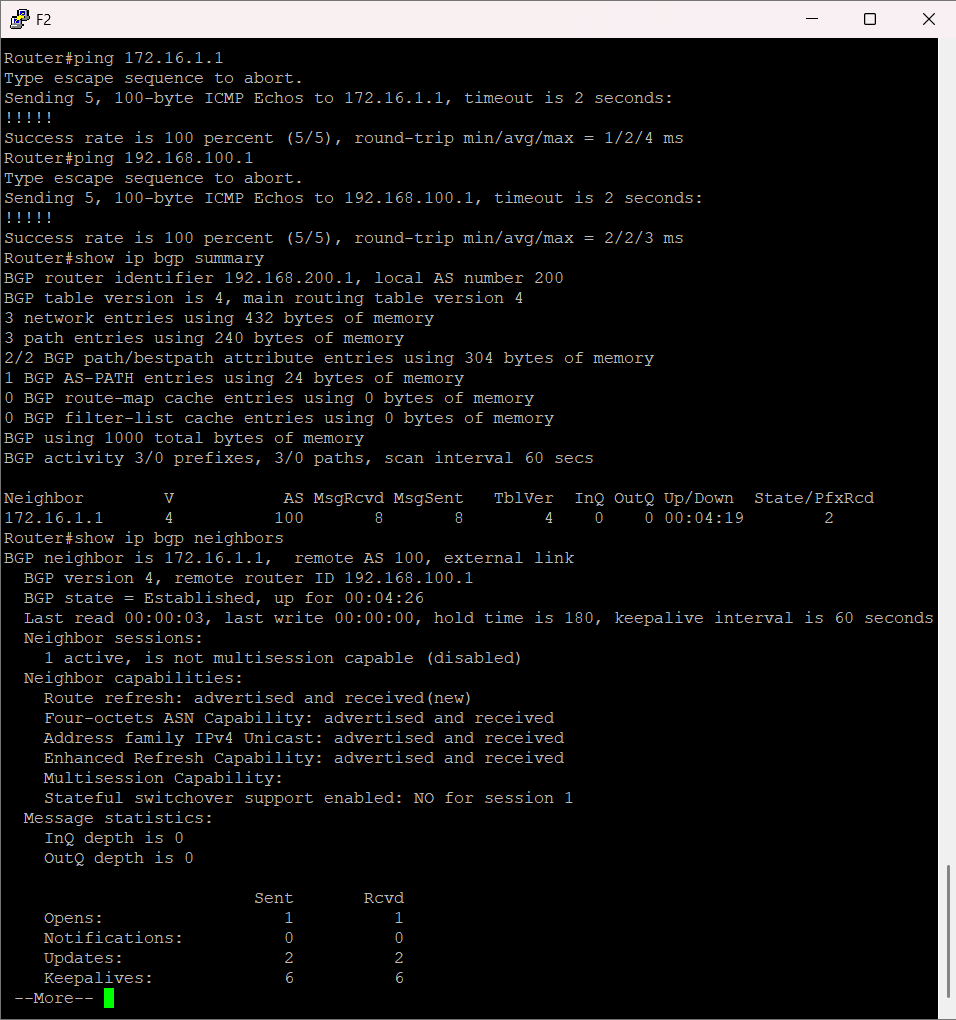 F2
Router#ping 172.16.1.1
Type escape sequence to abort.
Sending 5, 100-byte ICMP Echos to 172.16.1.1, timeout is 2 seconds:
!!!!!
Success rate is 100 percent (5/5), round-trip min/avg/max = 1/2/4 ms
Router#ping 192.168.100.1
Type escape sequence to abort.
Sending 5, 100-byte ICMP Echos to 192.168.100.1, timeout is 2 seconds:
!!!!!
Success rate is 100 percent (5/5), round-trip min/avg/max = 2/2/3 ms
Router#show ip bgp summary
BGP router identifier 192.168.200.1, local AS number 200
BGP table version is 4, main routing table version 4
3 network entries using 432 bytes of memory
3 path entries using 240 bytes of memory
2/2 BGP path/bestpath attribute entries using 304 bytes of memory
1 BGP AS-PATH entries using 24 bytes of memory
0 BGP route-map cache entries using 0 bytes of memory
0 BGP filter-list cache entries using 0 bytes of memory
BGP using 1000 total bytes of memory
BGP activity 3/0 prefixes, 3/0 paths, scan interval 60 secs

Neighbor        V           AS MsgRcvd MsgSent   TblVer  InQ OutQ Up/Down  State/PfxRcd
172.16.1.1      4          100       8       8        4    0    0 00:04:19        2
Router#show ip bgp neighbors
BGP neighbor is 172.16.1.1,  remote AS 100, external link
  BGP version 4, remote router ID 192.168.100.1
  BGP state = Established, up for 00:04:26
  Last read 00:00:03, last write 00:00:00, hold time is 180, keepalive interval is 60 seconds
  Neighbor sessions:
    1 active, is not multisession capable (disabled)
  Neighbor capabilities:
    Route refresh: advertised and received(new)
    Four-octets ASN Capability: advertised and received
    Address family IPv4 Unicast: advertised and received
    Enhanced Refresh Capability: advertised and received
    Multisession Capability:
    Stateful switchover support enabled: NO for session 1
  Message statistics:
    InQ depth is 0
    OutQ depth is 0

                         Sent       Rcvd
    Opens:                  1          1
    Notifications:          0          0
    Updates:                2          2
    Keepalives:             6          6
 --More--